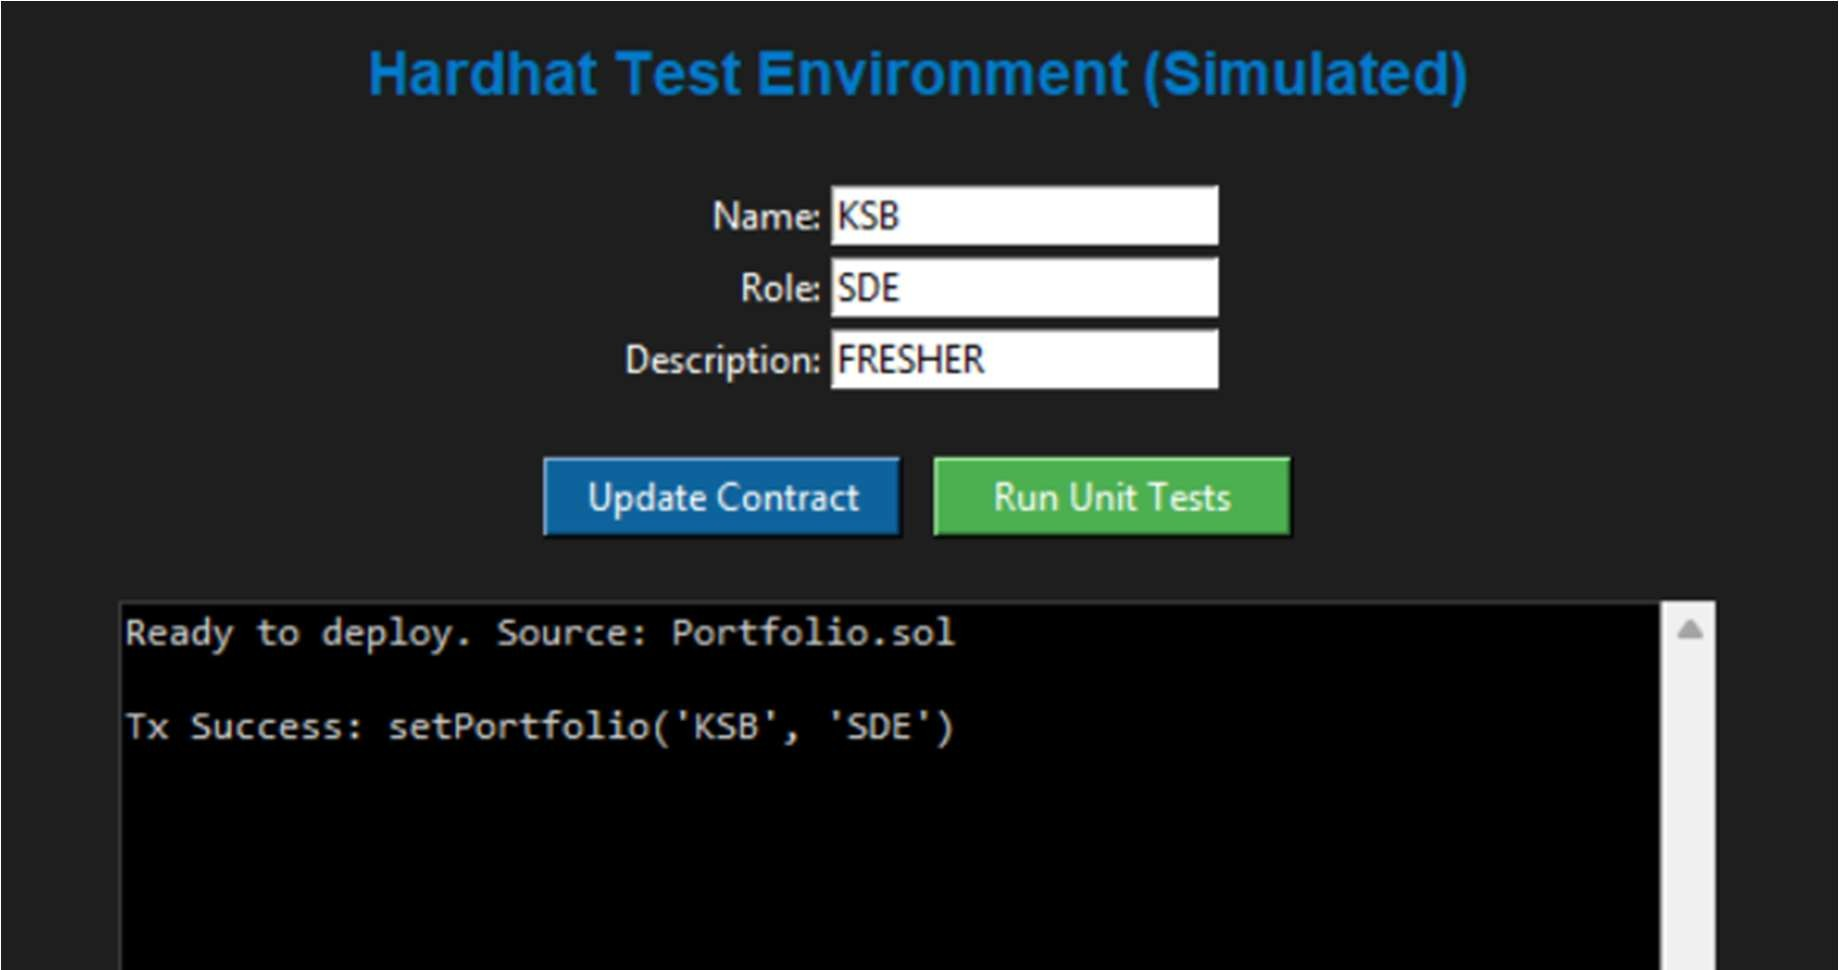 Hardhat Test Environment (Simulated)
Name: KSB
Role: SDE
Description: FRESHER
Update Contract Run Unit Tests
Ready to deploy. Source: Portfolio.sol
Tx Success: setPortfolio('KSB', 'SDE')